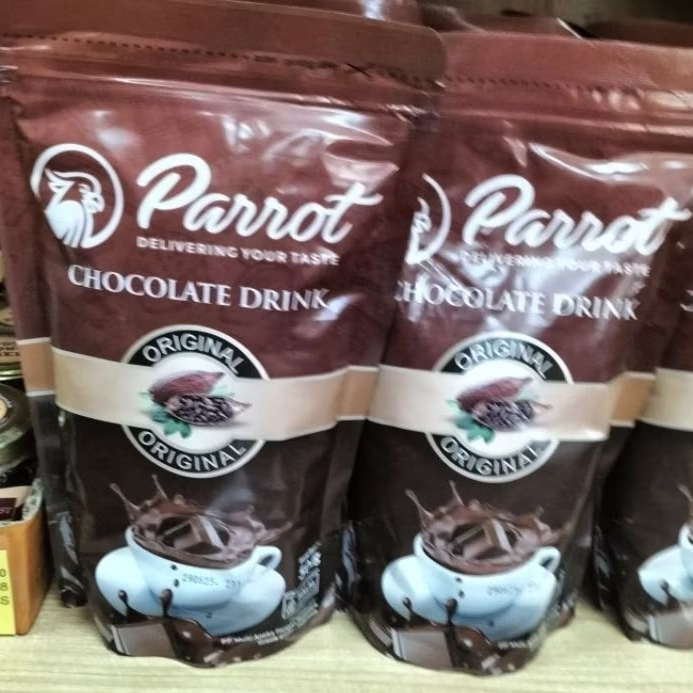 Parrot
DELIVERING YOUR TASTE
CHOCOLATE DRINK
ORIGINAL
ORIGINAL
Parrot
DELIVERING YOUR TASTE
CHOCOLATE DRINK
ORIGINAL
ORIGINAL